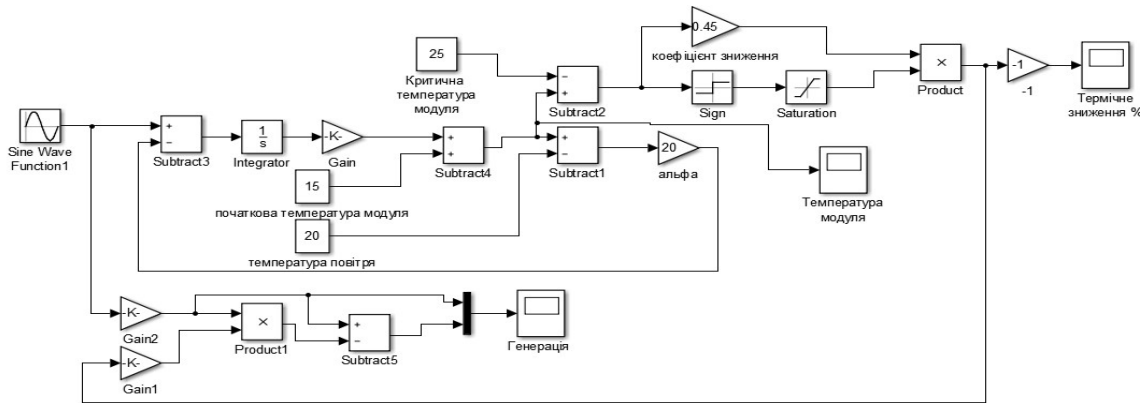 0.45
коефіцієнт зниження
25
Критична
температура
модуля
−
+
Subtract2
Sign
Saturation
×
Product
-1
-1
Термічне
зниження %
Sine Wave
Function1
+
−
Subtract3
1
s
Integrator
-K-
Gain
+
+
Subtract4
+
−
Subtract1
20
альфа
Температура
модуля
15
початкова температура модуля
20
температура повітря
-K-
Gain2
×
Product1
+
−
Subtract5
Генерація
-K-
Gain1